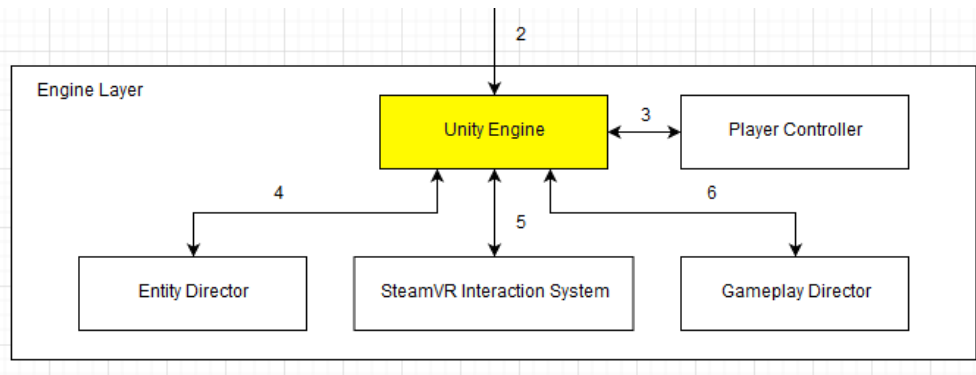 2
Engine Layer
Unity Engine
3
Player Controller
4
5
6
Entity Director
SteamVR Interaction System
Gameplay Director